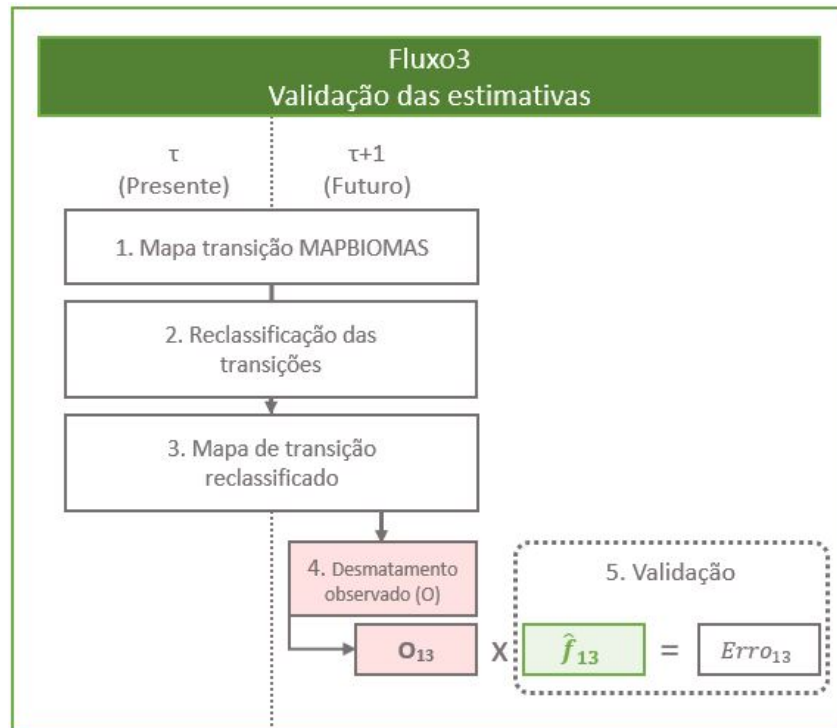 Fluxo3
Validação das estimativas
τ
(Presente)
τ+1
(Futuro)
1. Mapa transição MAPBIOMAS
2. Reclassificação das
transições
3. Mapa de transição
reclassificado
4. Desmatamento
observado (O)
5. Validação
O₁₃ X f̂₁₃ = Erro₁₃